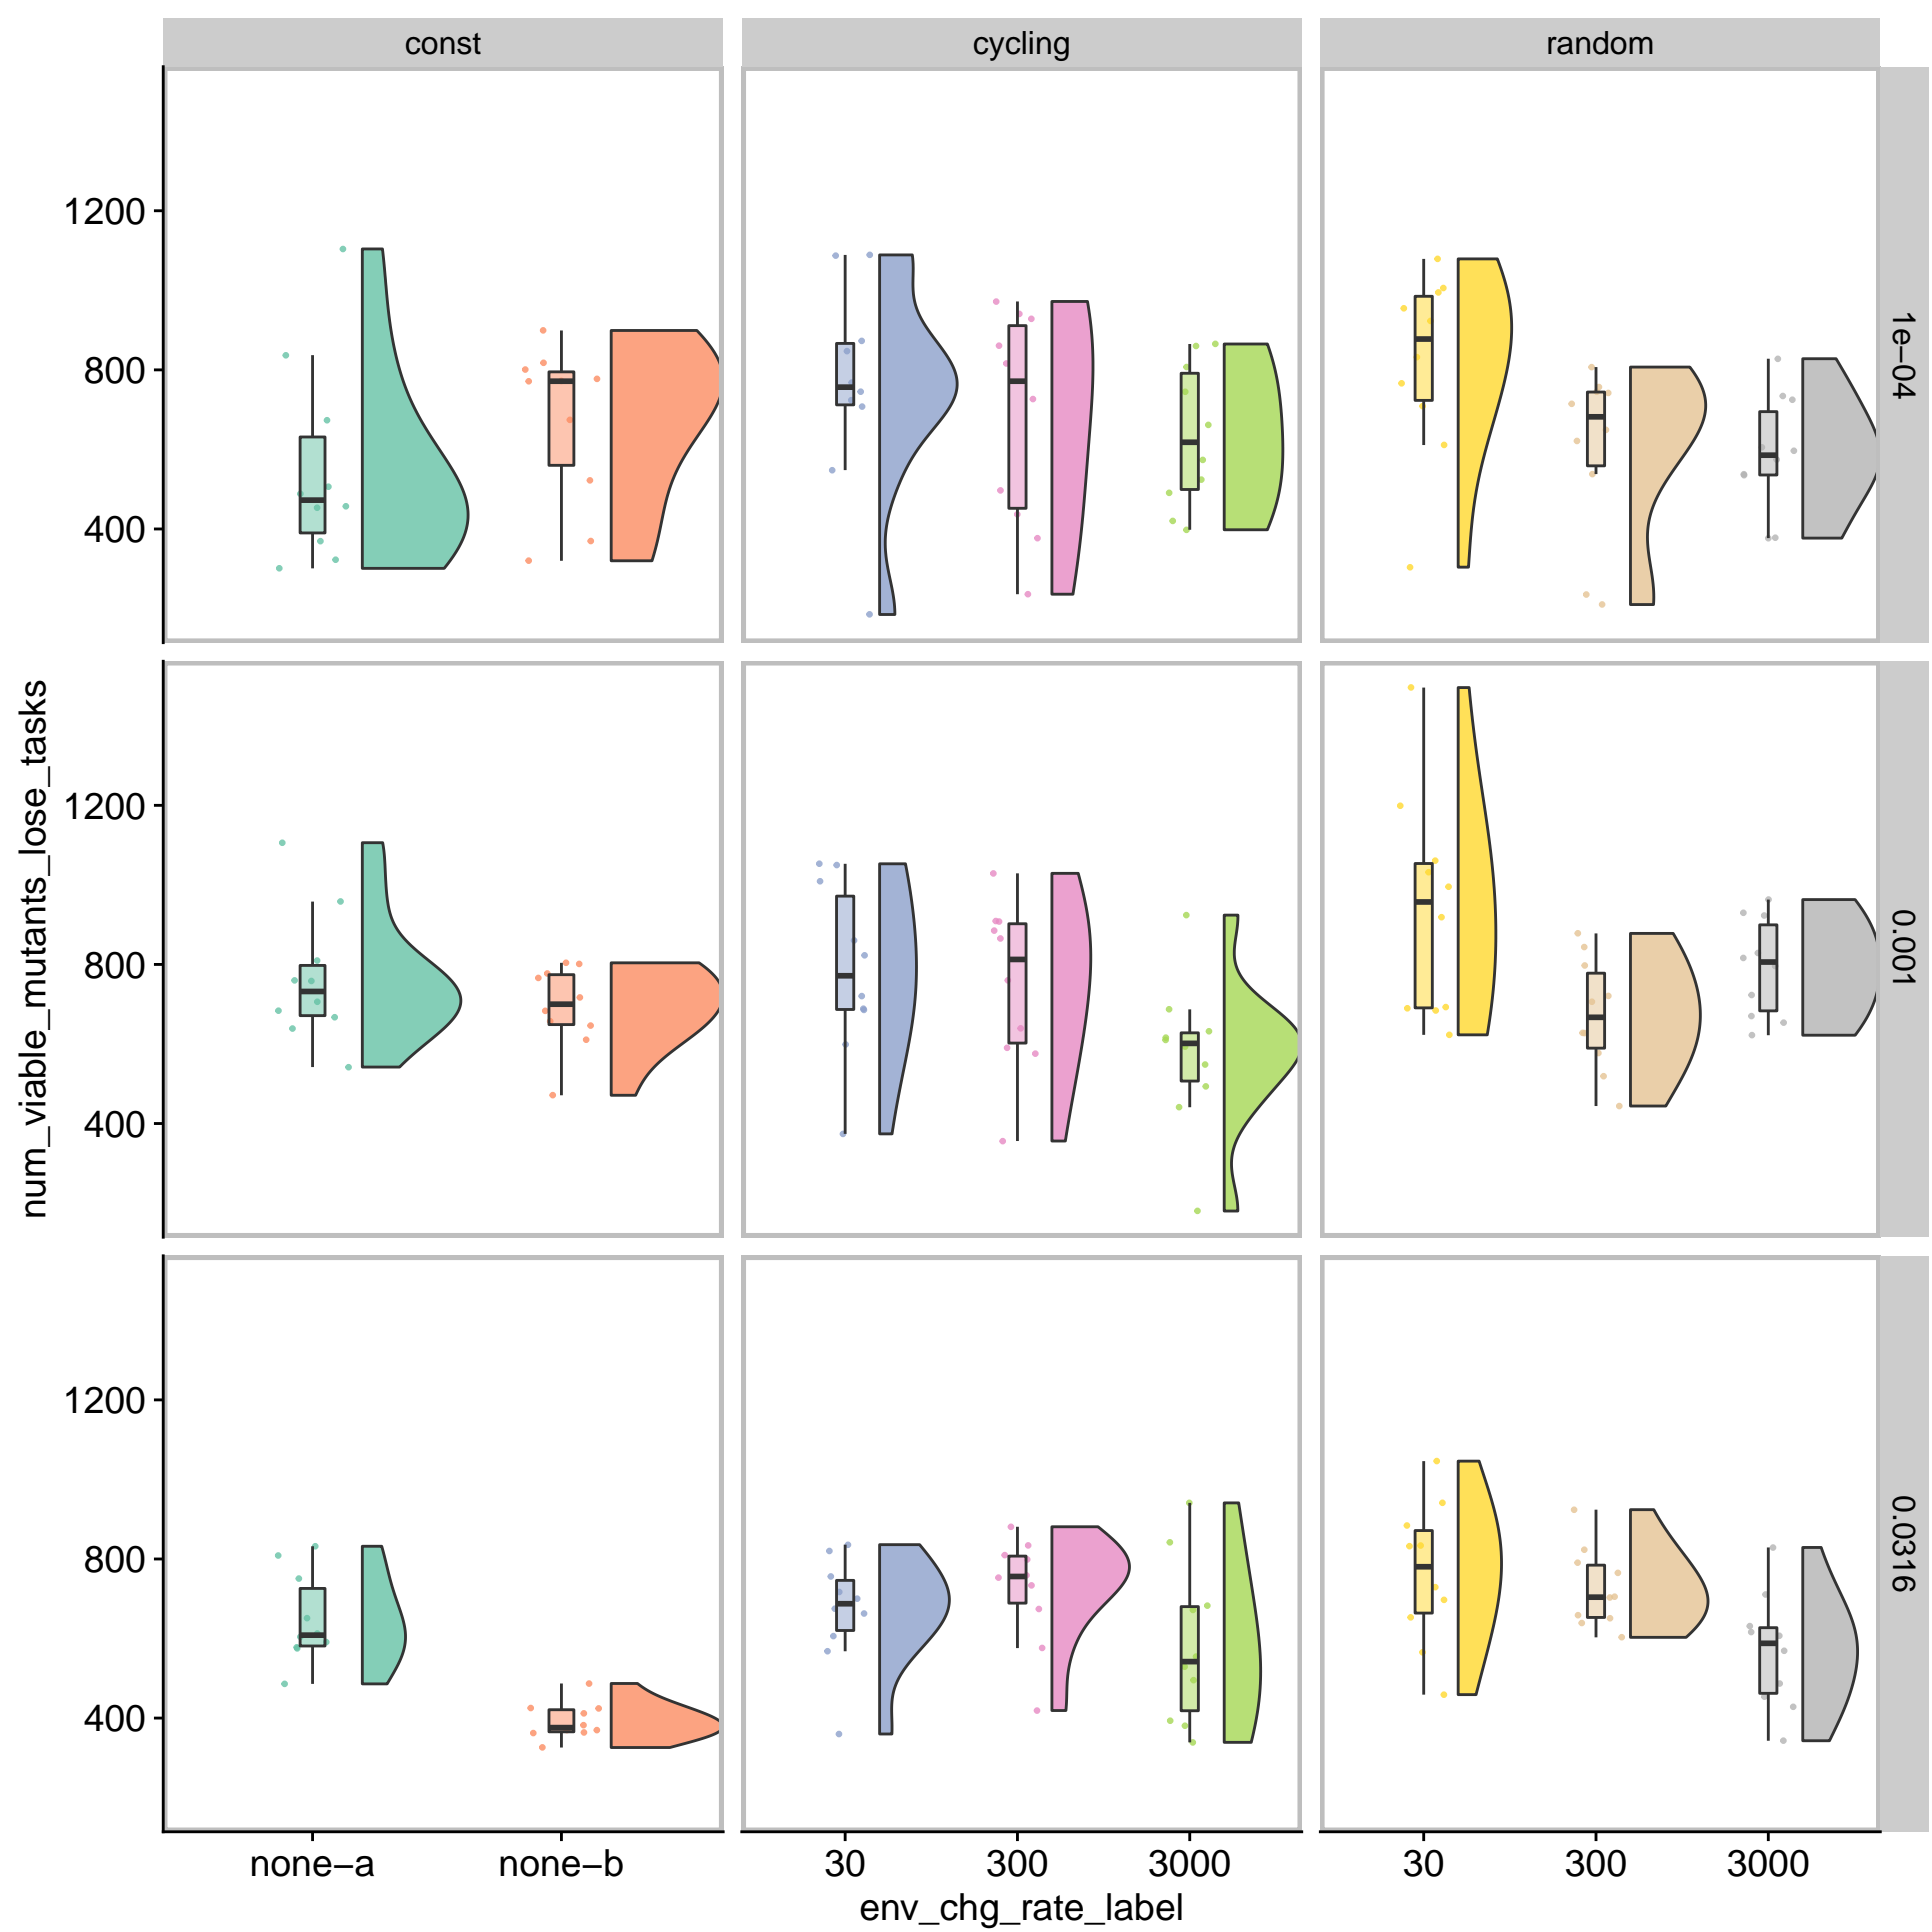 const cycling random
1e−04
1200
800
400
0.001
1200
800
400
0.0316
1200
800
400
num_viable_mutants_lose_tasks
none−a none−b 30 300 3000 30 300 3000
env_chg_rate_label